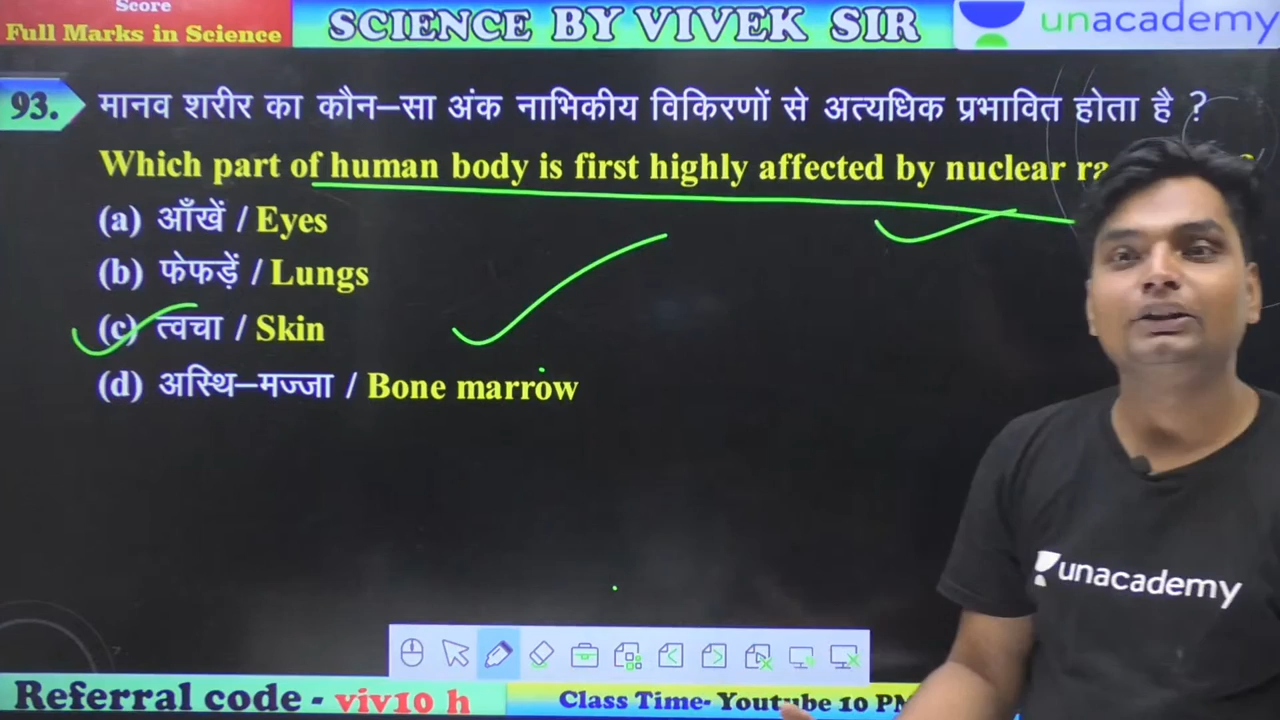 Score
Full Marks in Science
SCIENCE BY VIVEK SIR
unacademy
93. मानव शरीर का कौन–सा अंक नाभिकीय विकिरणों से अत्यधिक प्रभावित होता है ?
Which part of human body is first highly affected by nuclear
(a) आँखें / Eyes
(b) फेफड़ें / Lungs
(c) त्वचा / Skin
(d) अस्थि–मज्जा / Bone marrow
unacademy
Referral code - viv10 h
Class Time- Youtube 10 PM